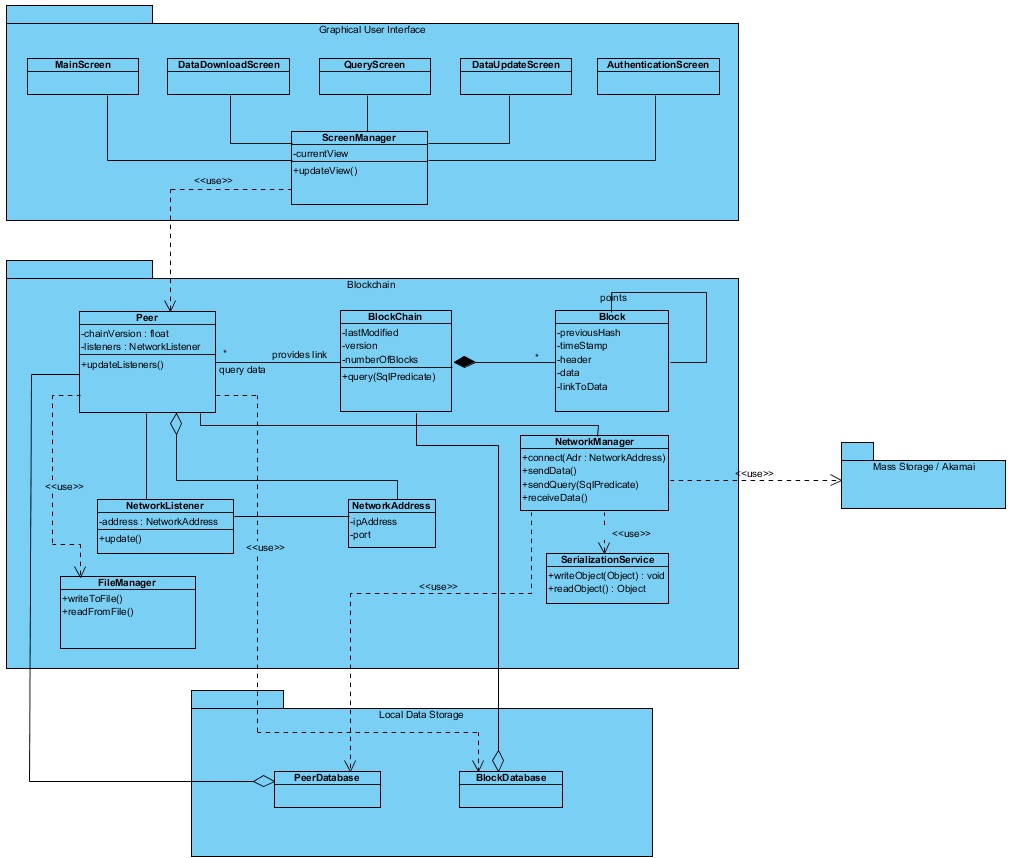 Graphical User Interface
MainScreen
DataDownloadScreen
QueryScreen
DataUpdateScreen
AuthenticationScreen
ScreenManager
-currentView
+updateView()
<<use>>
Blockchain
Peer
-chainVersion : float
-listeners : NetworkListener
+updateListeners()
*
provides link
query data
BlockChain
-lastModified
-version
-numberOfBlocks
+query(SqlPredicate)
*
points
Block
-previousHash
-timeStamp
-header
-data
-linkToData
NetworkManager
+connect(Adr : NetworkAddress)
+sendData()
+sendQuery(SqlPredicate)
+receiveData()
<<use>>
Mass Storage / Akamai
<<use>>
NetworkListener
-address : NetworkAddress
+update()
NetworkAddress
-ipAddress
-port
<<use>>
<<use>>
SerializationService
+writeObject(Object) : void
+readObject() : Object
<<use>>
FileManager
+writeToFile()
+readFromFile()
Local Data Storage
PeerDatabase
BlockDatabase